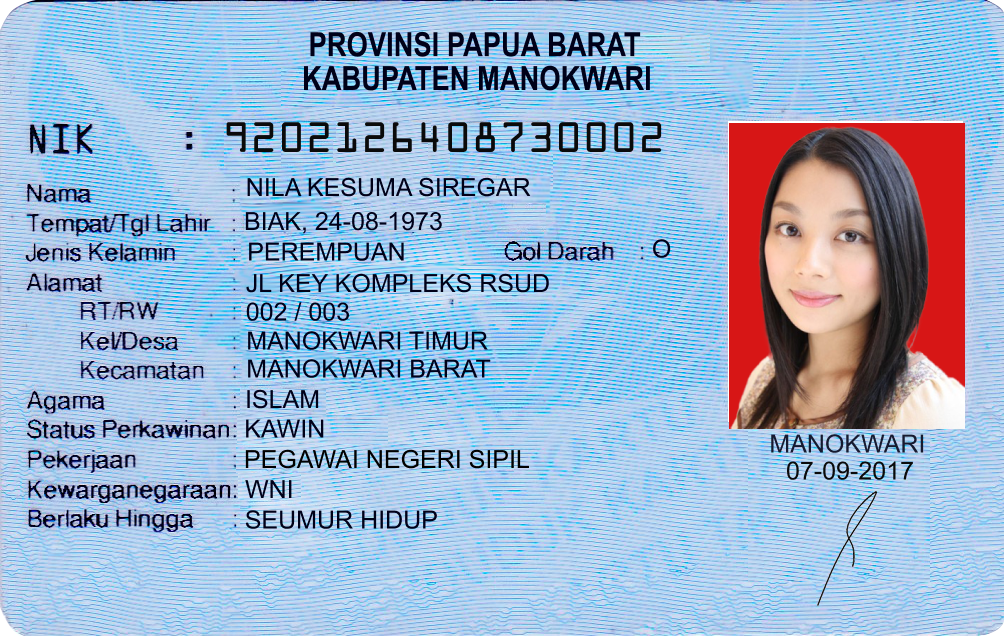 PROVINSI PAPUA BARAT
KABUPATEN MANOKWARI
NIK : 9202126408730002
Nama : NILA KESUMA SIREGAR
Tempat/Tgl Lahir : BIAK, 24-08-1973
Jenis Kelamin : PEREMPUAN Gol Darah : O
Alamat : JL KEY KOMPLEKS RSUD
RT/RW : 002 / 003
Kel/Desa : MANOKWARI TIMUR
Kecamatan : MANOKWARI BARAT
Agama : ISLAM
Status Perkawinan: KAWIN
Pekerjaan : PEGAWAI NEGERI SIPIL
Kewarganegaraan: WNI
Berlaku Hingga : SEUMUR HIDUP
MANOKWARI
07-09-2017